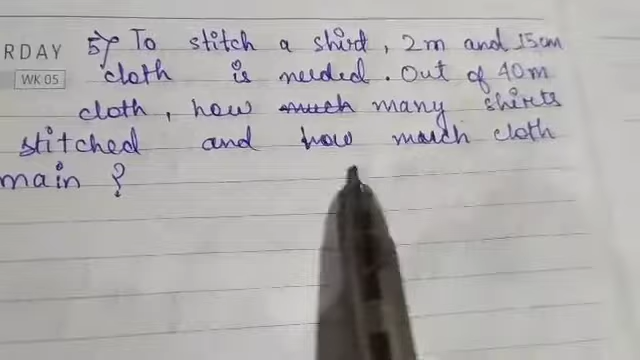 RDAY 5) To stitch a shirt, 2m and 15cm
WK 05 cloth is needed. Out of 40m
cloth, how much many shirts
stitched and how much cloth
main ?